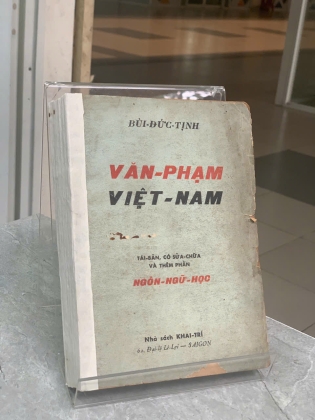 BÙI-ĐỨC-TỊNH
VĂN-PHẠM
VIỆT-NAM
TÁI-BẢN, CÓ SỬA-CHỮA
VÀ THÊM PHẦN
NGÔN-NGỮ-HỌC
Nhà sách KHAI-TRÍ
62, Đại-lộ Lê-Lợi — SAIGON